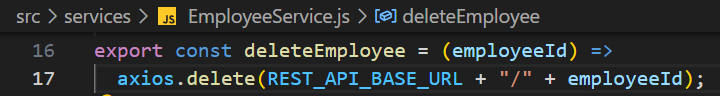 src > services > JS EmployeeService.js > deleteEmployee
16 export const deleteEmployee = (employeeId) =>
17 axios.delete(REST_API_BASE_URL + "/" + employeeId);